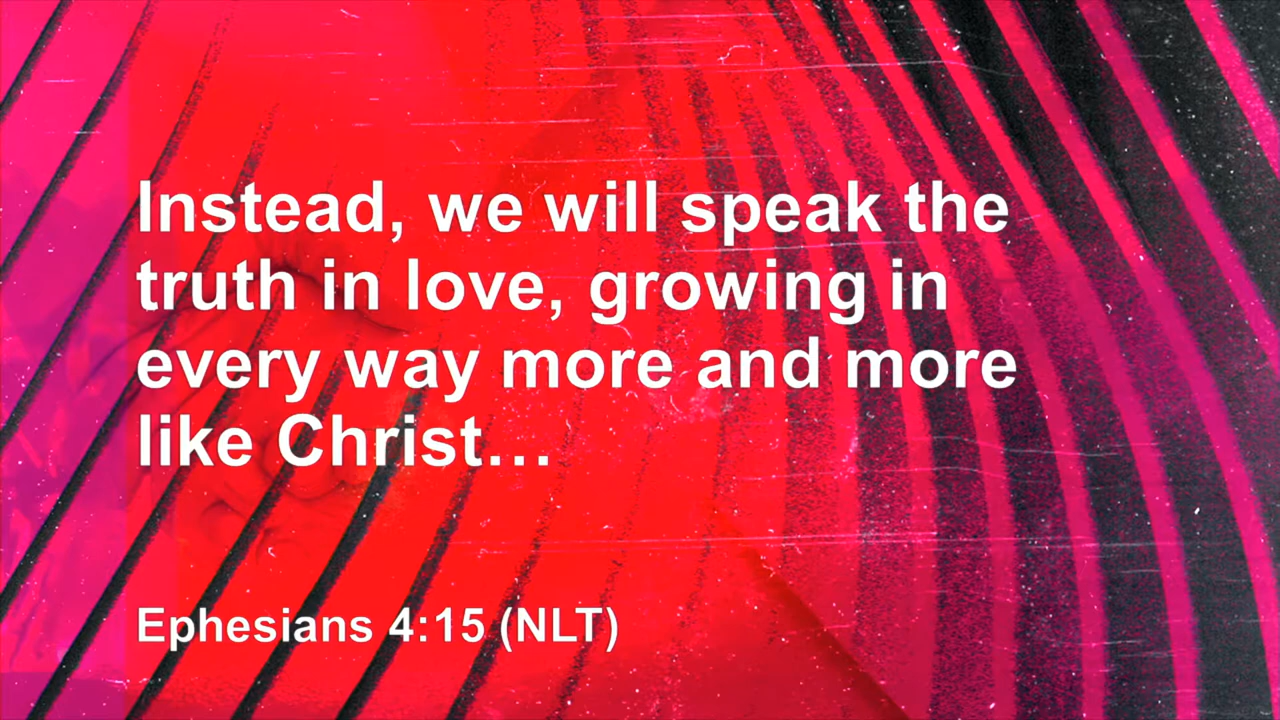 Instead, we will speak the
truth in love, growing in
every way more and more
like Christ…
Ephesians 4:15 (NLT)